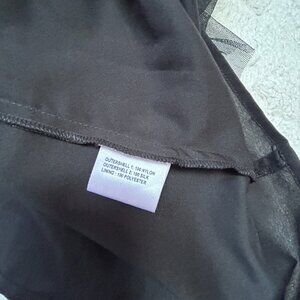 OUTERSHELL 1: 100 NYLON
OUTERSHELL 2: 100 SILK
LINING : 100 POLYESTER